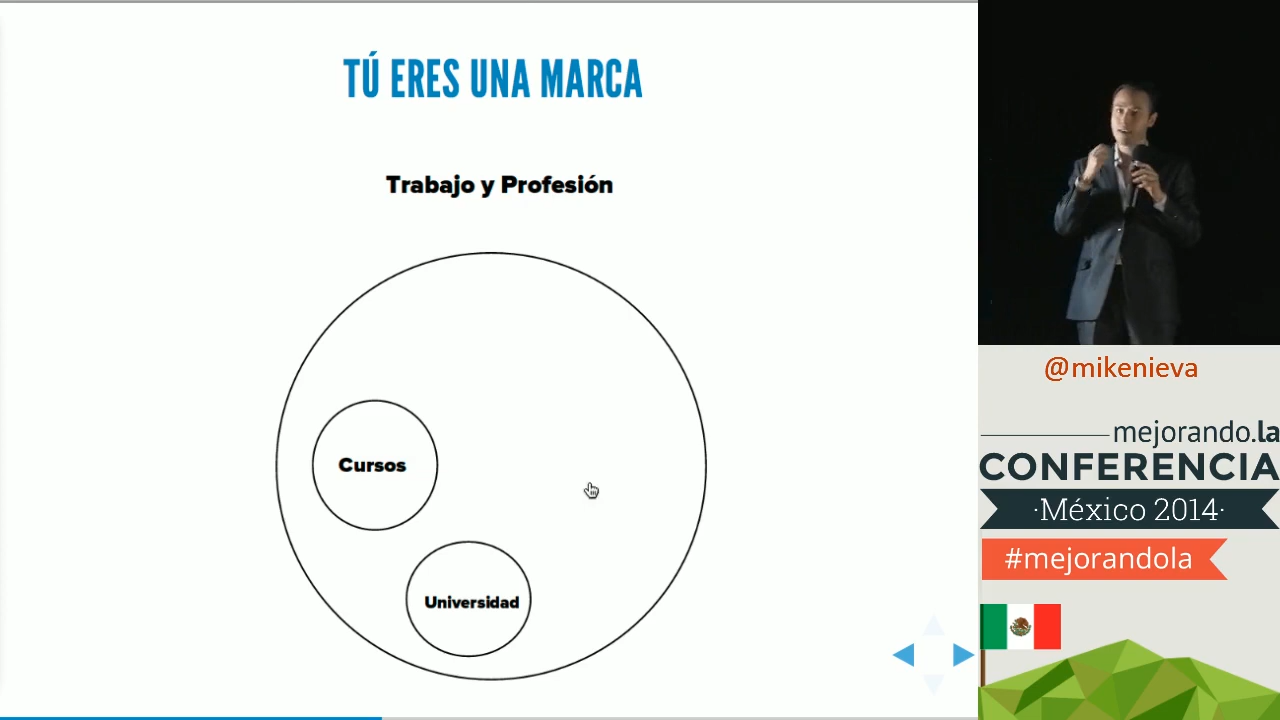 TÚ ERES UNA MARCA
Trabajo y Profesión
Cursos
Universidad
@mikenieva
mejorando.la
CONFERENCIA
·México 2014·
#mejorandola